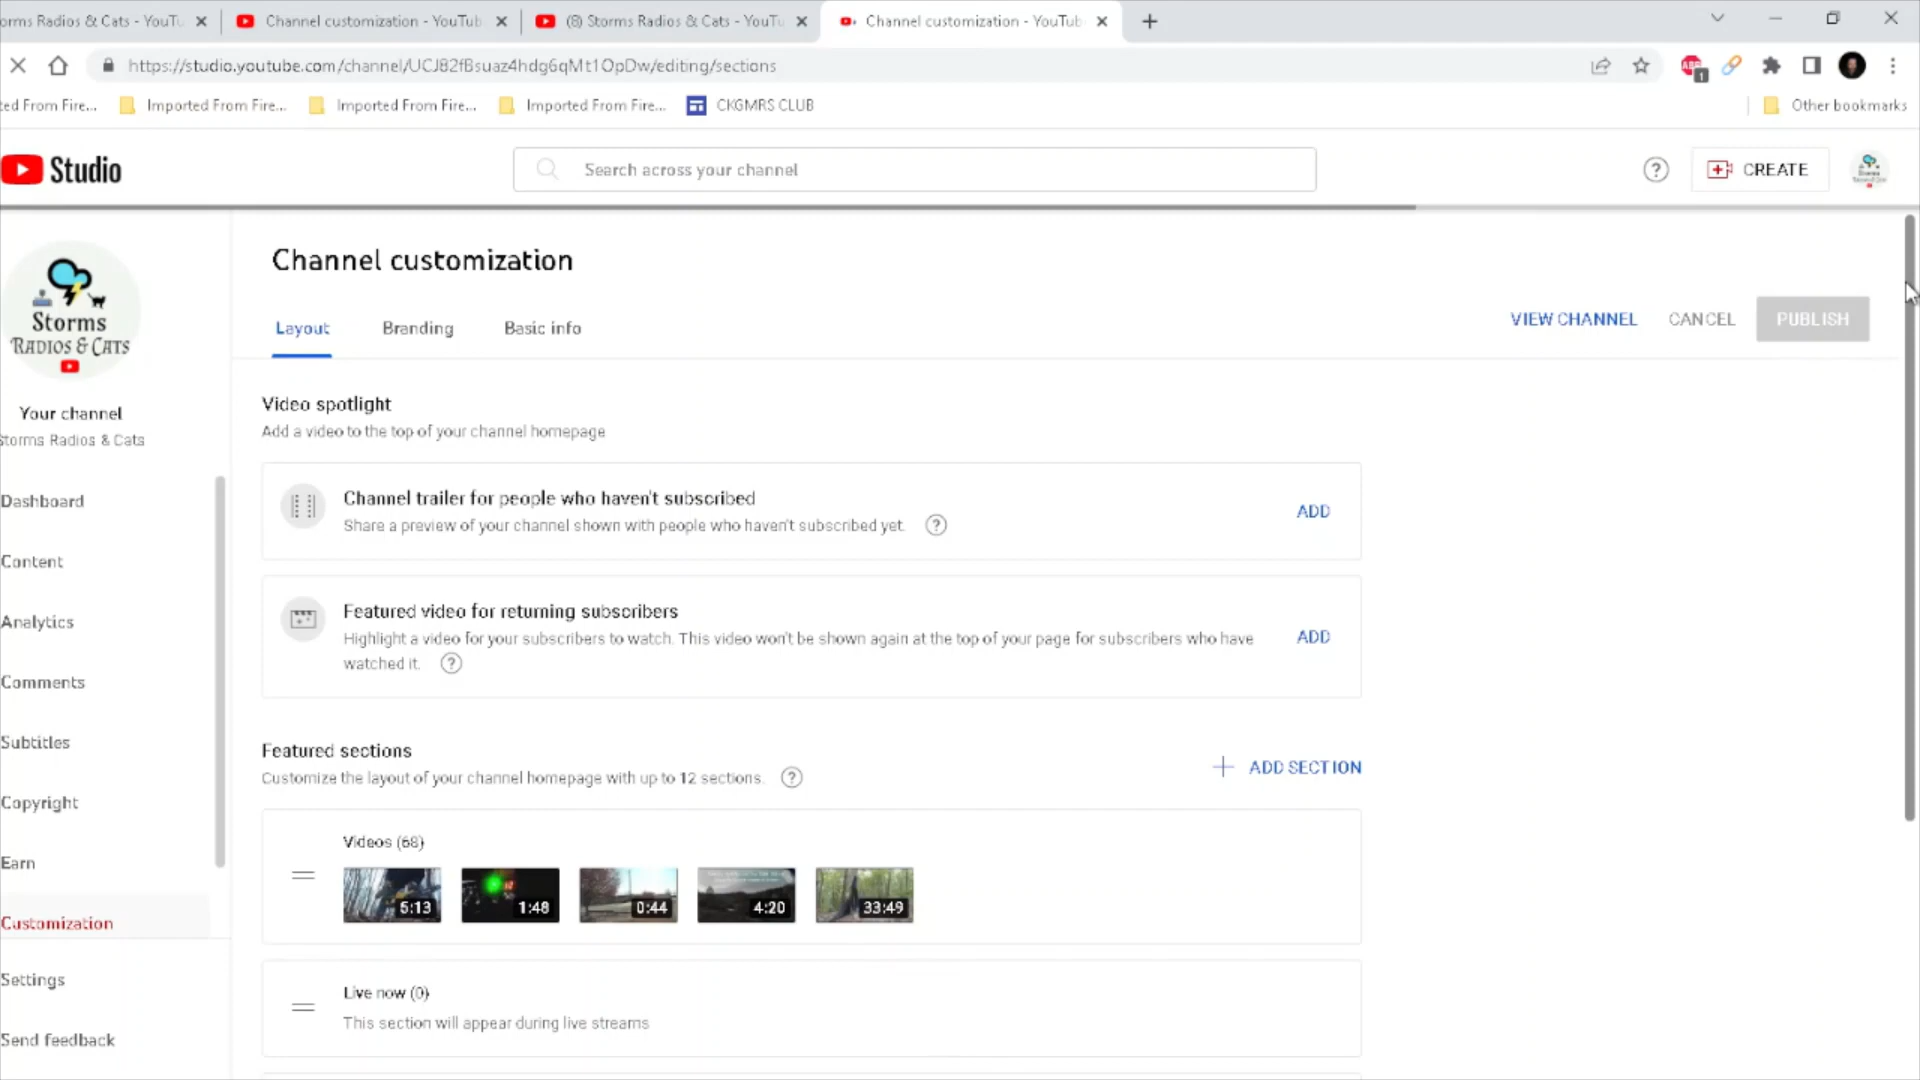 orms Radios & Cats - YouTu
Channel customization - YouTub
(8) Storms Radios & Cats - YouTu
Channel customization - YouTub
https://studio.youtube.com/channel/UCJ82fBsuaz4hdg6qMt1OpDw/editing/sections
ABP
1
ted From Fire...
Imported From Fire...
Imported From Fire...
Imported From Fire...
CKGMRS CLUB
Other bookmarks
Studio
Search across your channel
CREATE
Storms
RADIOS & CATS
Your channel
Storms Radios & Cats
Dashboard
Content
Analytics
Comments
Subtitles
Copyright
Earn
Customization
Settings
Send feedback
Channel customization
Layout
Branding
Basic info
VIEW CHANNEL
CANCEL
PUBLISH
Video spotlight
Add a video to the top of your channel homepage
Channel trailer for people who haven't subscribed
Share a preview of your channel shown with people who haven't subscribed yet.
ADD
Featured video for returning subscribers
Highlight a video for your subscribers to watch. This video won't be shown again at the top of your page for subscribers who have
watched it.
ADD
Featured sections
Customize the layout of your channel homepage with up to 12 sections.
ADD SECTION
Videos (68)
5:13
1:48
0:44
4:20
33:49
Live now (0)
This section will appear during live streams